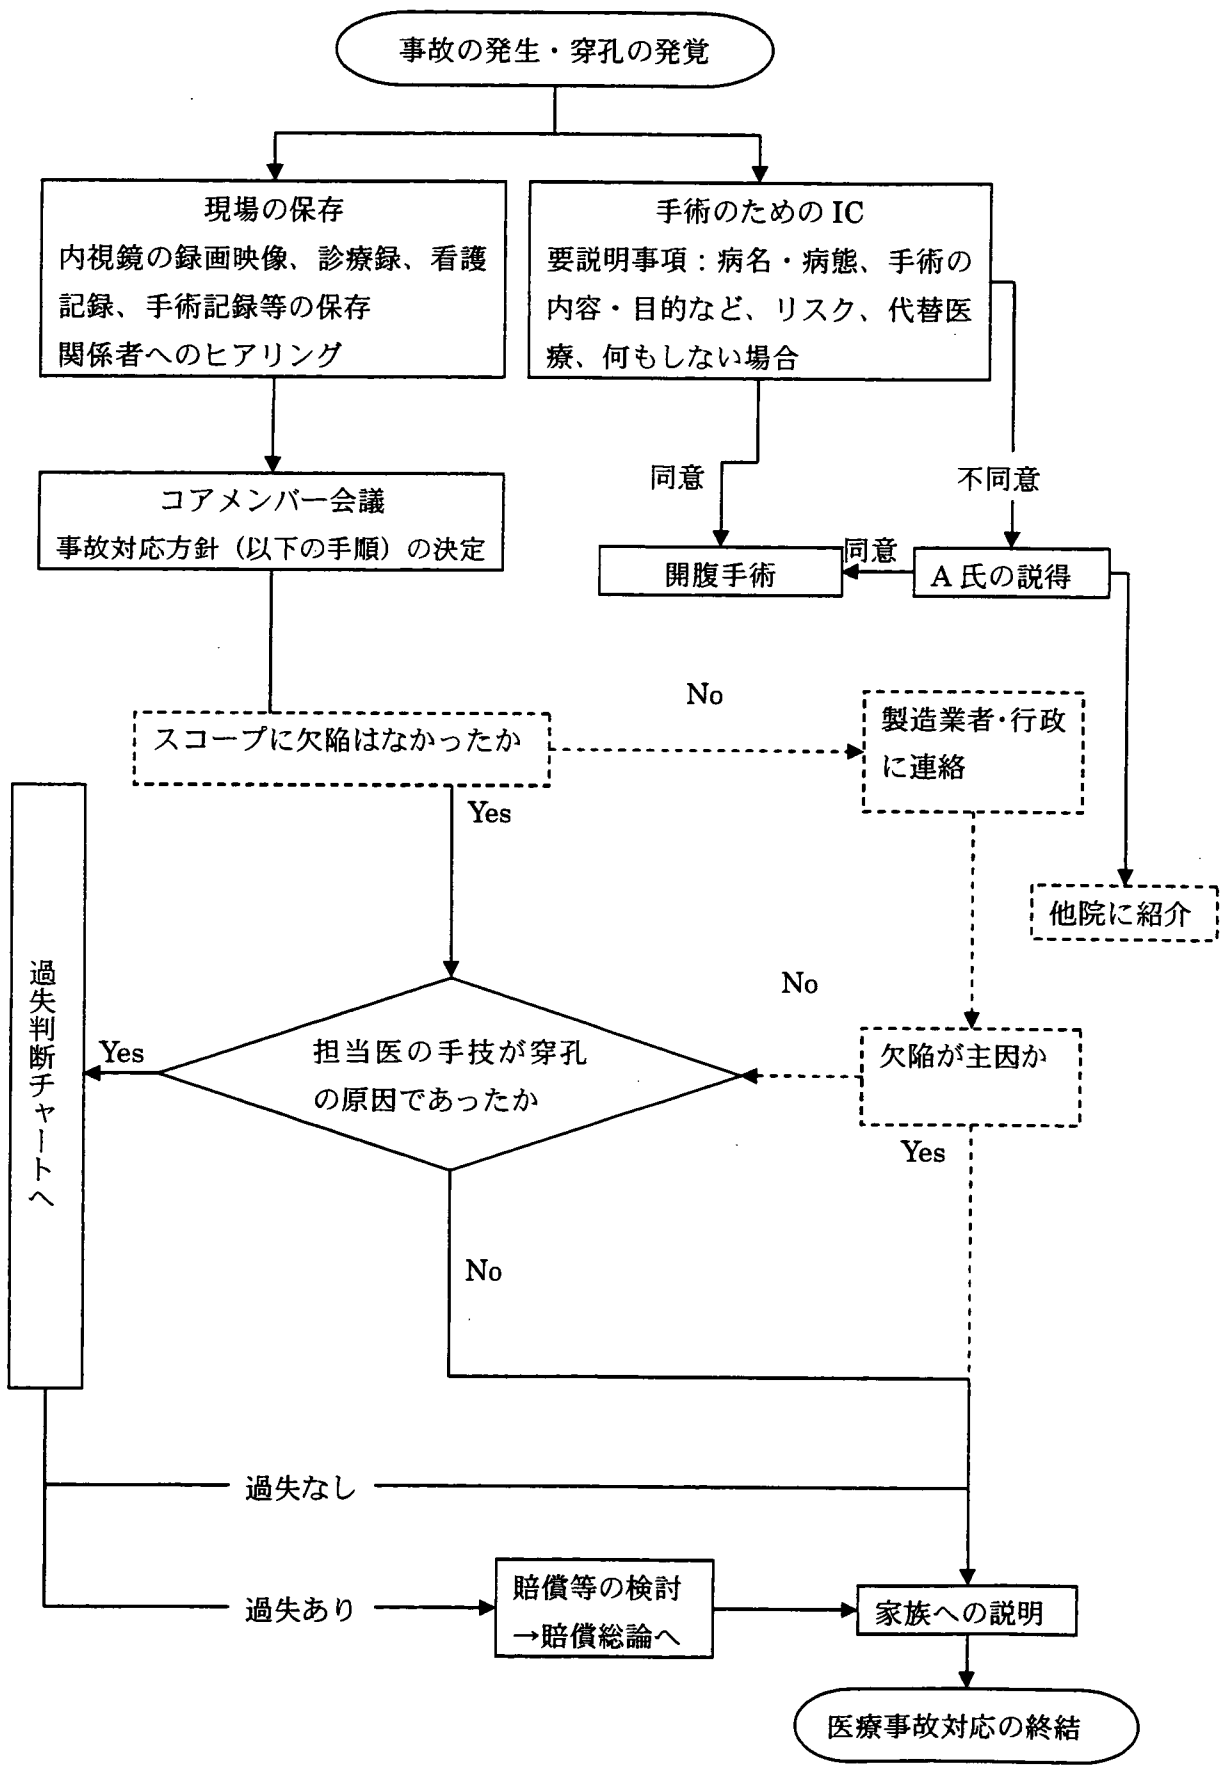 事故の発生・穿孔の発覚
現場の保存
内視鏡の録画映像、診療録、看護
記録、手術記録等の保存
関係者へのヒアリング
手術のための IC
要説明事項：病名・病態、手術の
内容・目的など、リスク、代替医
療、何もしない場合
同意
不同意
コアメンバー会議
事故対応方針（以下の手順）の決定
開腹手術
同意
A 氏の説得
No
スコープに欠陥はなかったか
製造業者・行政
に連絡
Yes
他院に紹介
No
過失判断チャートへ
Yes
担当医の手技が穿孔
の原因であったか
欠陥が主因か
Yes
No
過失なし
過失あり
賠償等の検討
→賠償総論へ
家族への説明
医療事故対応の終結